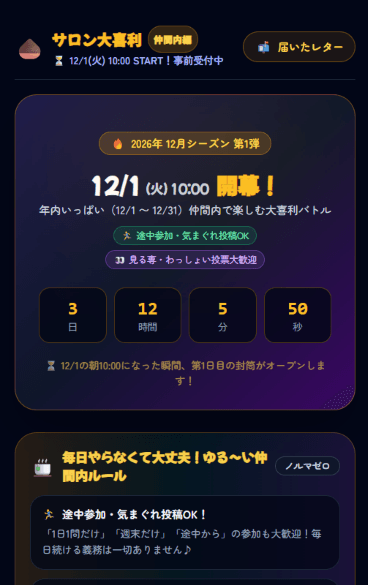 サロン大喜利 仲間内編
⏳ 12/1(火) 10:00 START！事前受付中
📬 届いたレター
🔥 2026年 12月シーズン 第1弾
12/1 (火) 10:00 開幕！
年内いっぱい（12/1 〜 12/31）仲間内で楽しむ大喜利バトル
🏃 途中参加・気まぐれ投稿OK
👀 見る専・わっしょい投票大歓迎
3 12 5 50
日 時間 分 秒
⏳ 12/1の朝10:00になった瞬間、第1日目の封筒がオープンしま
す！
🍵 毎日やらなくて大丈夫！ゆる〜い仲
間内ルール
ノルマゼロ
🏃 途中参加・気まぐれ投稿OK！
「1日1問だけ」「週末だけ」「途中から」の参加も大歓迎！毎
日続ける義務は一切ありません♪